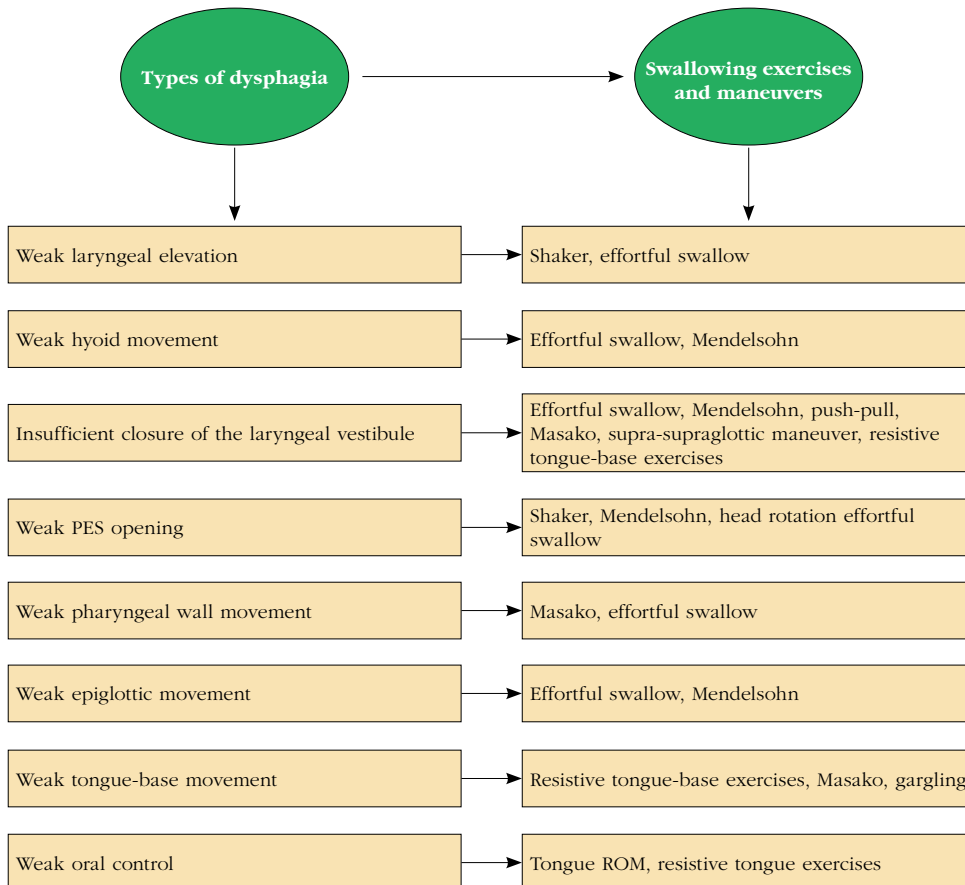 Types of dysphagia
Swallowing exercises
and maneuvers
Weak laryngeal elevation
Shaker, effortful swallow
Weak hyoid movement
Effortful swallow, Mendelsohn
Insufficient closure of the laryngeal vestibule
Effortful swallow, Mendelsohn, push-pull,
Masako, supra-supraglottic maneuver, resistive
tongue-base exercises
Weak PES opening
Shaker, Mendelsohn, head rotation effortful
swallow
Weak pharyngeal wall movement
Masako, effortful swallow
Weak epiglottic movement
Effortful swallow, Mendelsohn
Weak tongue-base movement
Resistive tongue-base exercises, Masako, gargling
Weak oral control
Tongue ROM, resistive tongue exercises